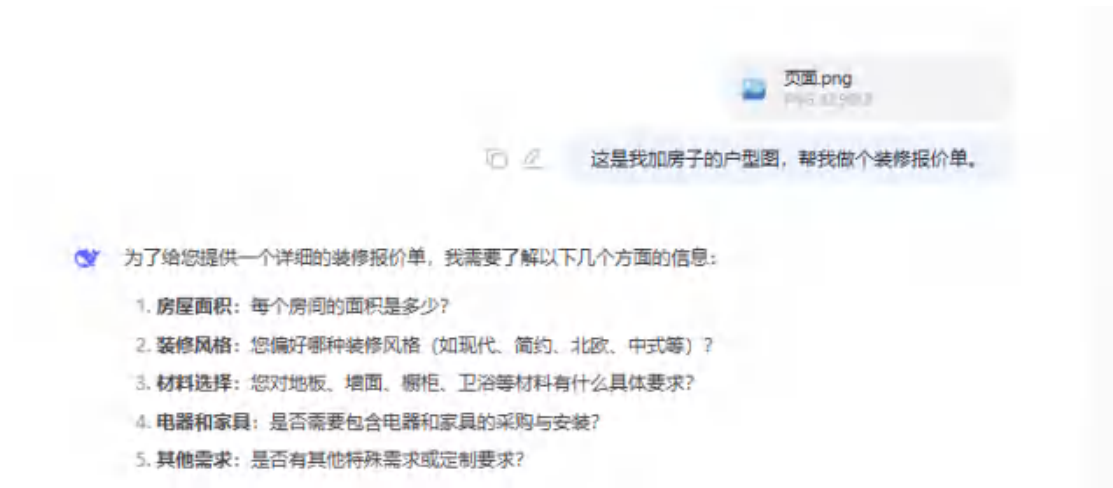 页面.png
这是我加房子的户型图，帮我做个装修报价单。
为了给您提供一个详细的装修报价单，我需要了解以下几个方面的信息：
1. 房屋面积：每个房间的面积是多少？
2. 装修风格：您偏好哪种装修风格（如现代、简约、北欧、中式等）？
3. 材料选择：您对地板、墙面、橱柜、卫浴等材料有什么具体要求？
4. 电器和家具：是否需要包含电器和家具的采购与安装？
5. 其他需求：是否有其他特殊需求或定制要求？